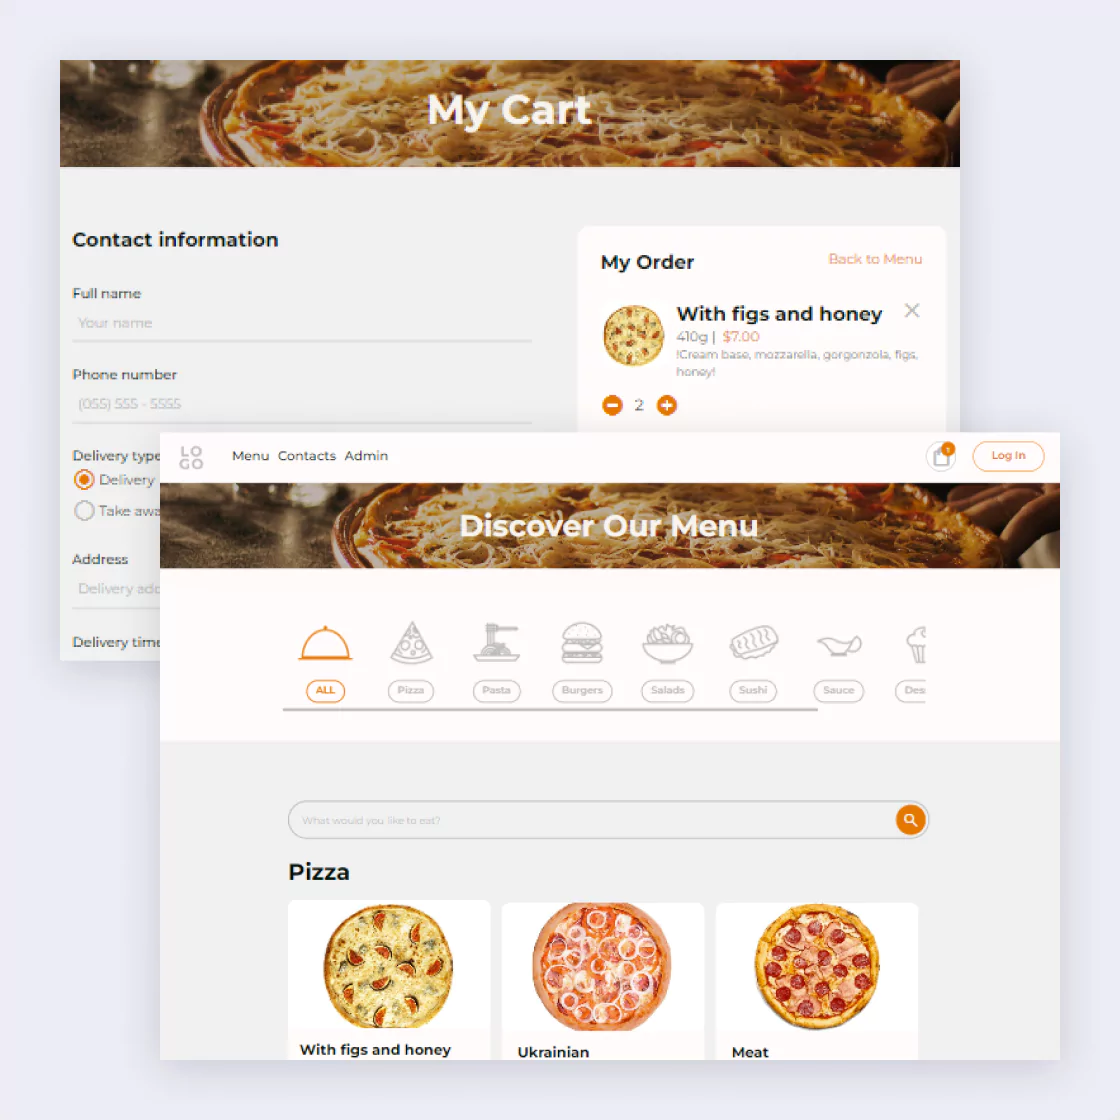 My Cart
Contact information
Full name
Your name
Phone number
(055) 555 - 5555
Delivery type
Delivery
Take awa
Address
Delivery add
Delivery time
My Order
Back to Menu
With figs and honey
410g | $7.00
!Cream base, mozzarella, gorgonzola, figs,
honey!
2
LO
GO
Menu Contacts Admin
1
Log In
Discover Our Menu
ALL
Pizza
Pasta
Burgers
Salads
Sushi
Sauce
Des
What would you like to eat?
Pizza
With figs and honey
Ukrainian
Meat